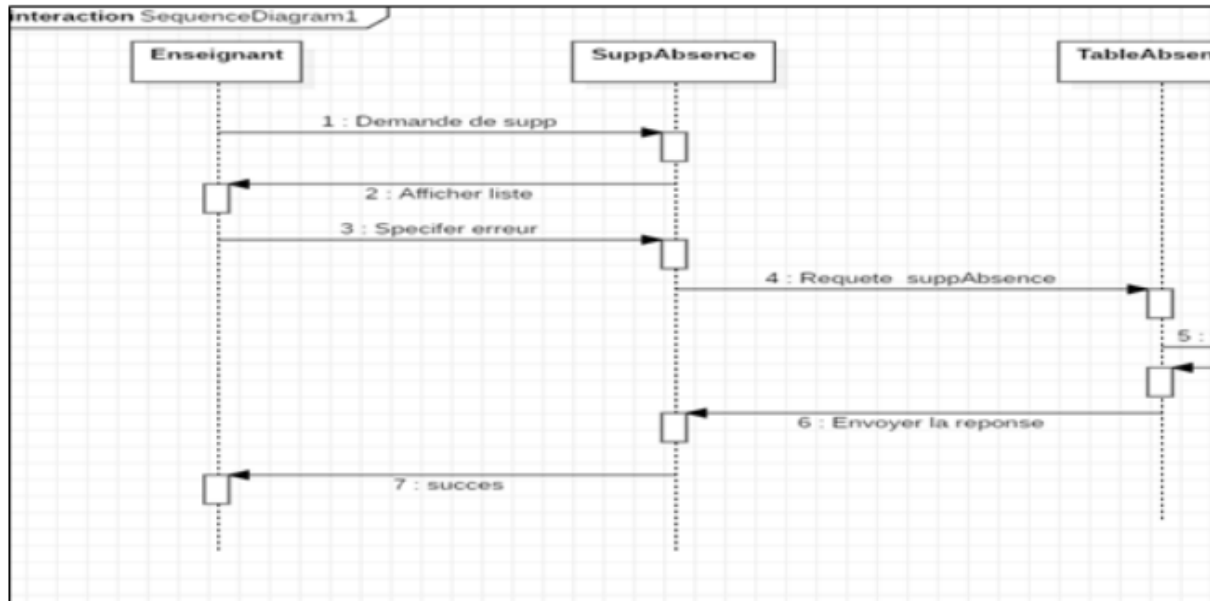 interaction SequenceDiagram1
Enseignant
SuppAbsence
TableAbsen
1 : Demande de supp
2 : Afficher liste
3 : Specifer erreur
4 : Requete suppAbsence
5 :
6 : Envoyer la reponse
7 : succes